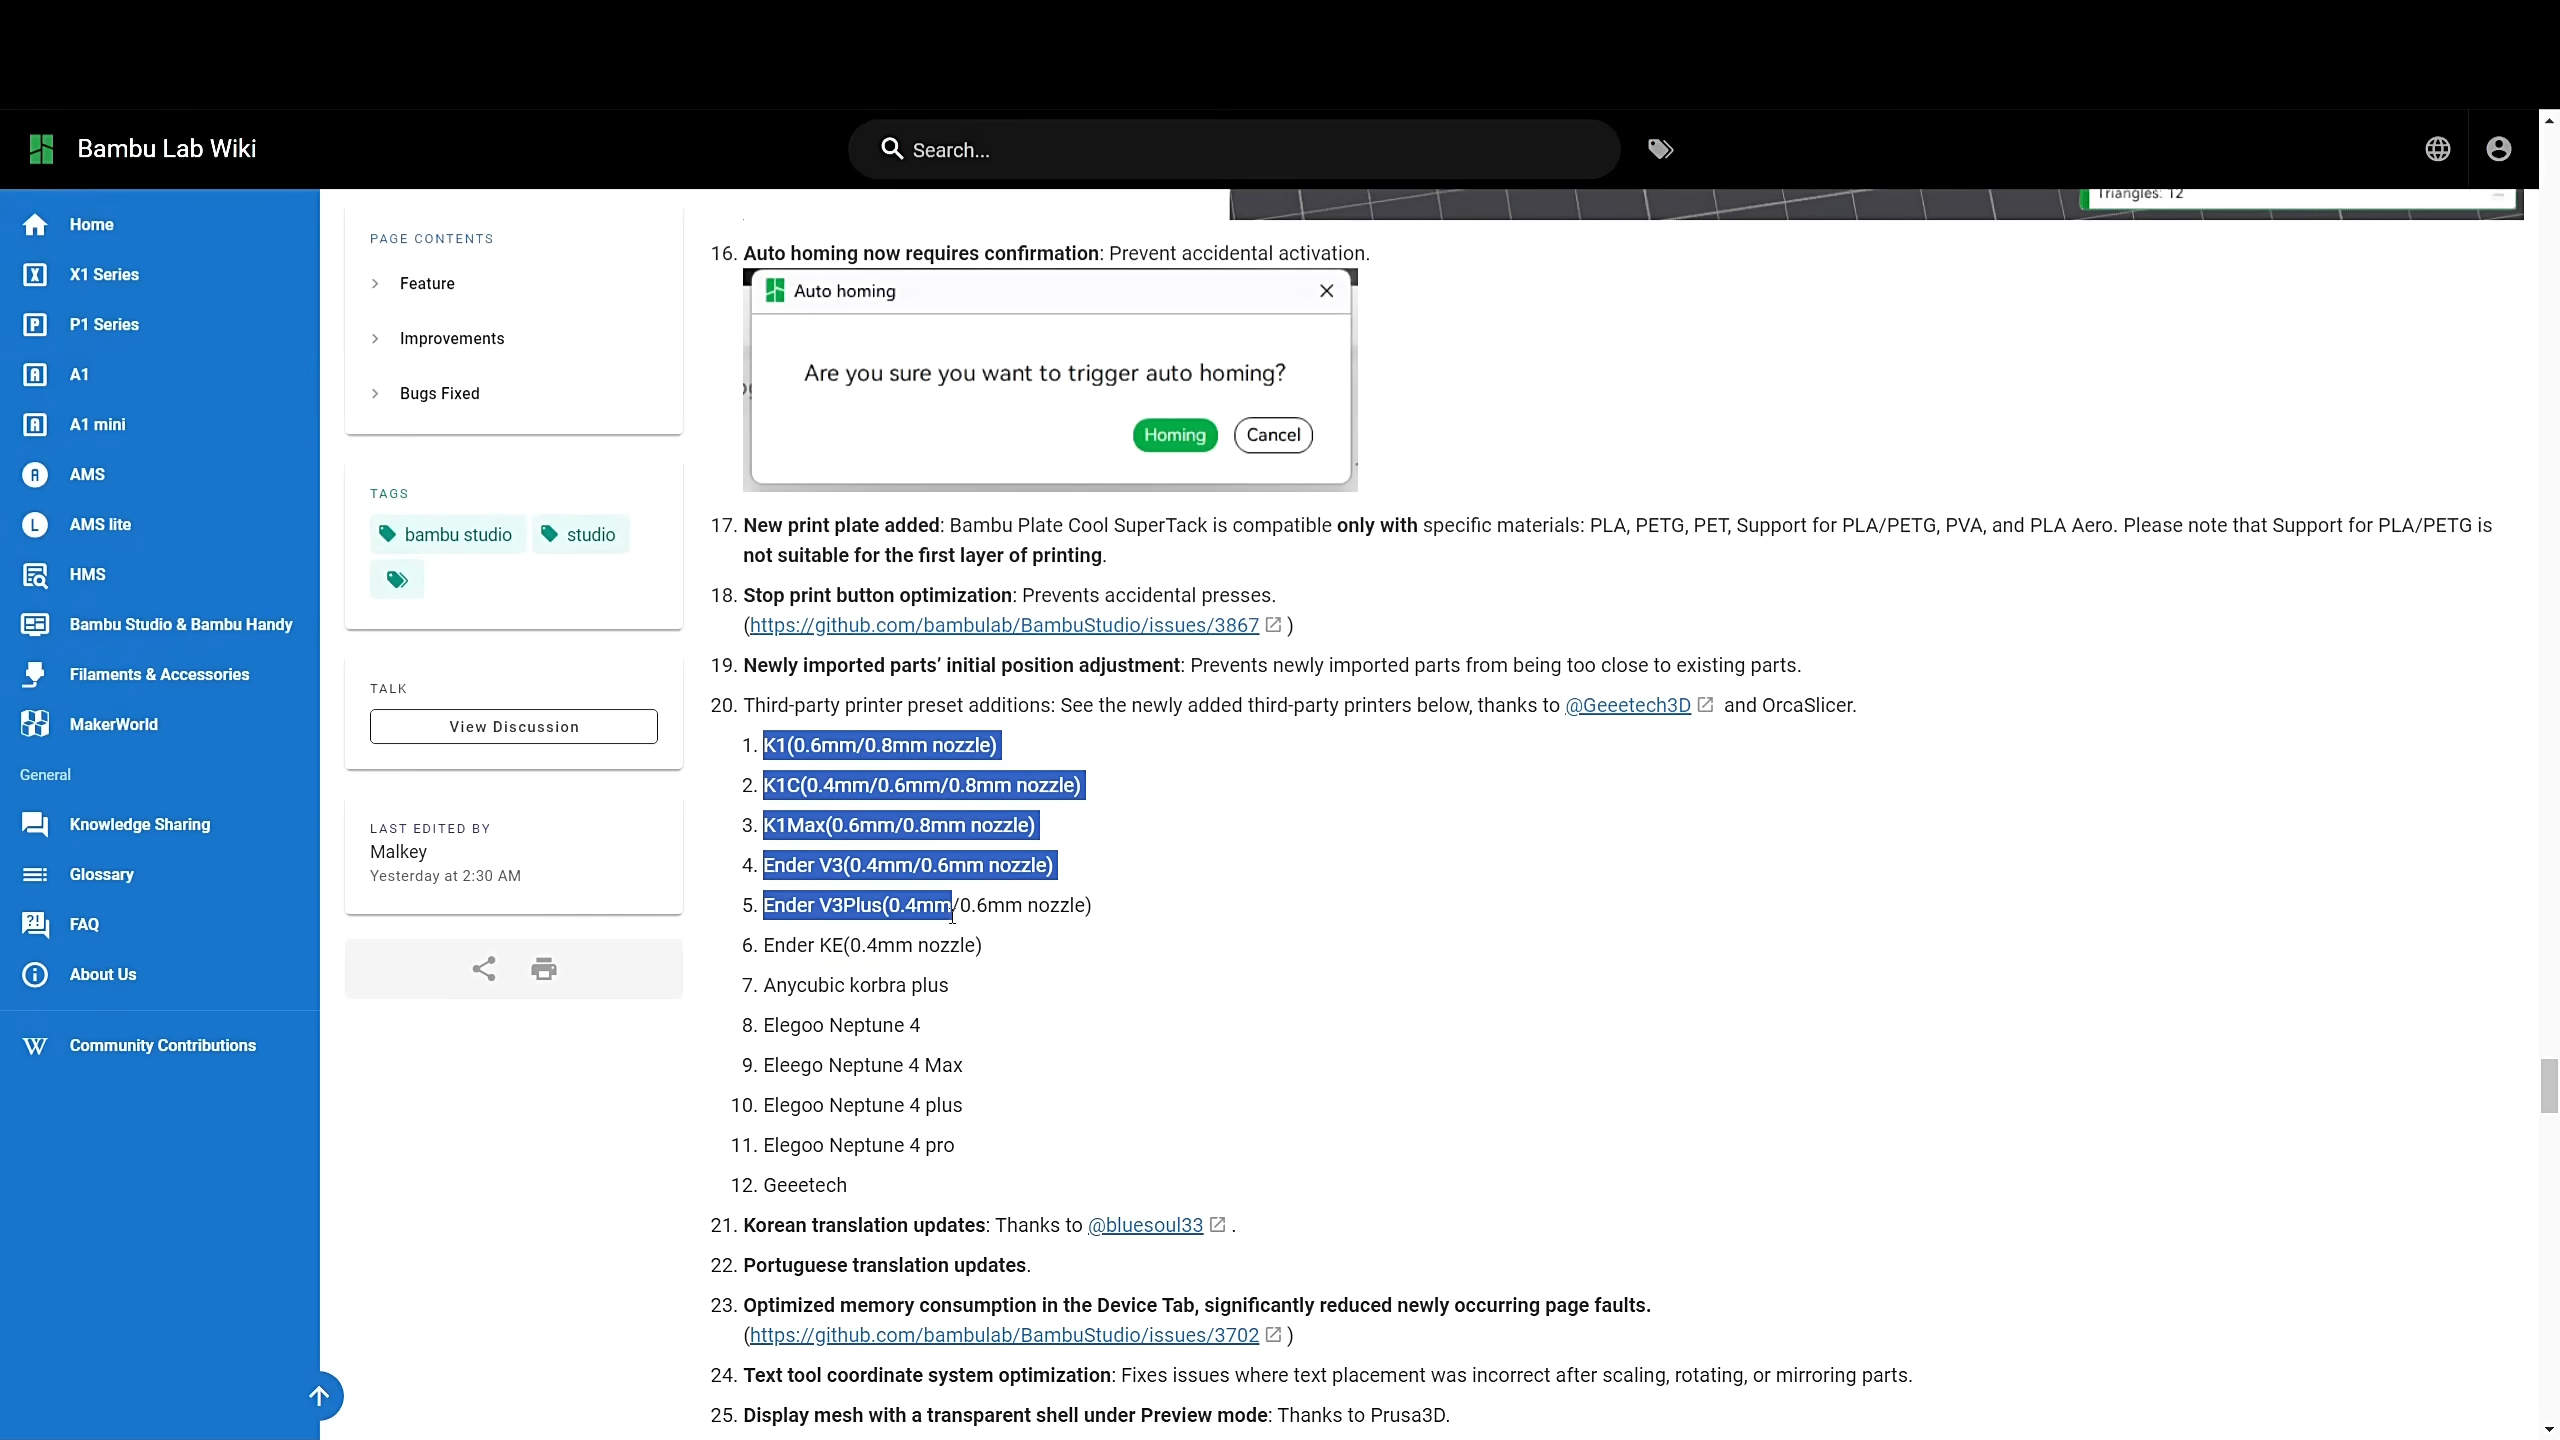 Bambu Lab Wiki
Search...
Home
X1 Series
P1 Series
A1
A1 mini
AMS
AMS lite
HMS
Bambu Studio & Bambu Handy
Filaments & Accessories
MakerWorld
General
Knowledge Sharing
Glossary
FAQ
About Us
Community Contributions
PAGE CONTENTS
Feature
Improvements
Bugs Fixed
TAGS
bambu studio
studio
TALK
View Discussion
LAST EDITED BY
Malkey
Yesterday at 2:30 AM
Triangles: 12
16. Auto homing now requires confirmation: Prevent accidental activation.
Auto homing
Are you sure you want to trigger auto homing?
Homing
Cancel
17. New print plate added: Bambu Plate Cool SuperTack is compatible only with specific materials: PLA, PETG, PET, Support for PLA/PETG, PVA, and PLA Aero. Please note that Support for PLA/PETG is
not suitable for the first layer of printing.
18. Stop print button optimization: Prevents accidental presses.
(https://github.com/bambulab/BambuStudio/issues/3867 )
19. Newly imported parts’ initial position adjustment: Prevents newly imported parts from being too close to existing parts.
20. Third-party printer preset additions: See the newly added third-party printers below, thanks to @Geeetech3D and OrcaSlicer.
1. K1(0.6mm/0.8mm nozzle)
2. K1C(0.4mm/0.6mm/0.8mm nozzle)
3. K1Max(0.6mm/0.8mm nozzle)
4. Ender V3(0.4mm/0.6mm nozzle)
5. Ender V3Plus(0.4mm/0.6mm nozzle)
6. Ender KE(0.4mm nozzle)
7. Anycubic korbra plus
8. Elegoo Neptune 4
9. Eleego Neptune 4 Max
10. Elegoo Neptune 4 plus
11. Elegoo Neptune 4 pro
12. Geeetech
21. Korean translation updates: Thanks to @bluesoul33 .
22. Portuguese translation updates.
23. Optimized memory consumption in the Device Tab, significantly reduced newly occurring page faults.
(https://github.com/bambulab/BambuStudio/issues/3702 )
24. Text tool coordinate system optimization: Fixes issues where text placement was incorrect after scaling, rotating, or mirroring parts.
25. Display mesh with a transparent shell under Preview mode: Thanks to Prusa3D.